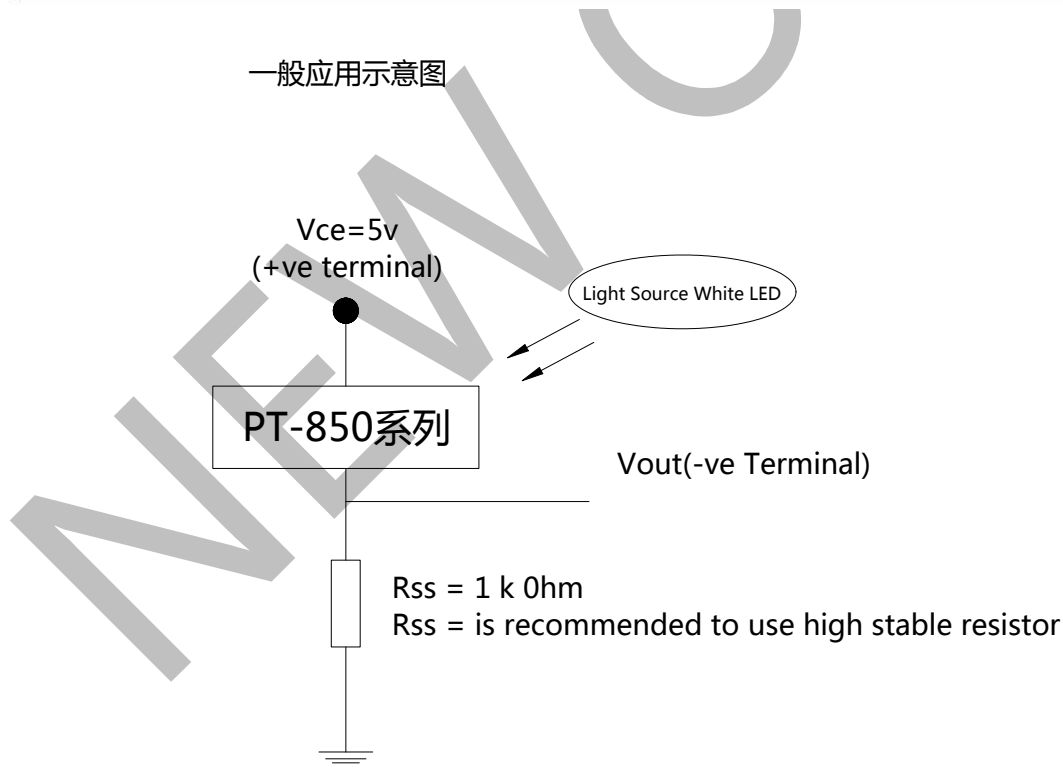 一般应用示意图
Vce=5v
(+ve terminal)
Light Source White LED
PT-850系列
Vout(-ve Terminal)
Rss = 1 k 0hm
Rss = is recommended to use high stable resistor